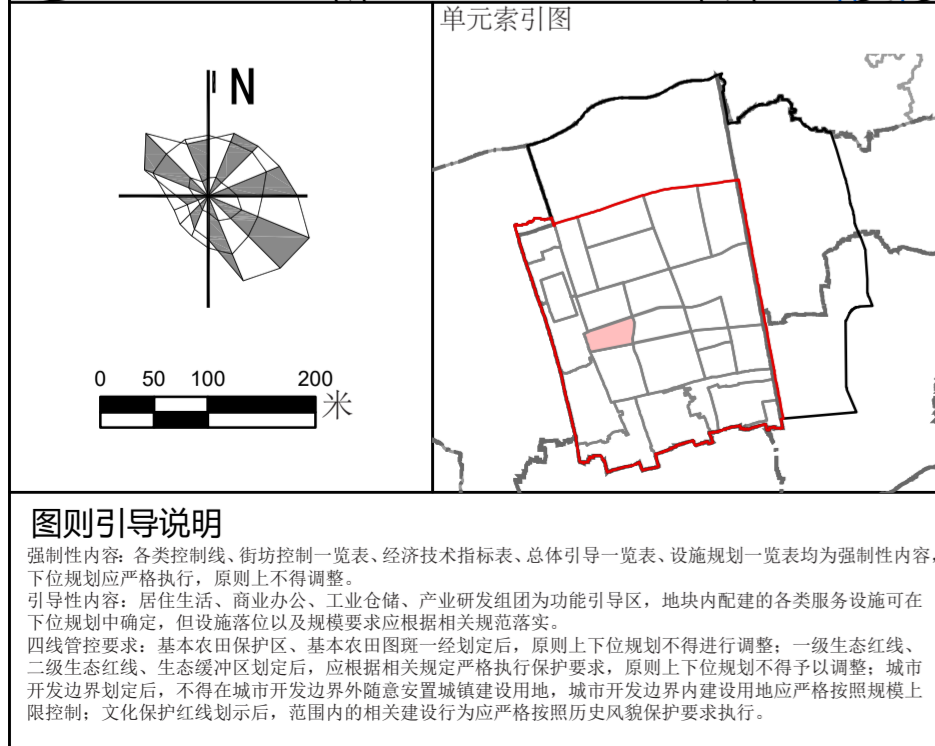 单元索引图
N
0 50 100 200
米
图则引导说明
强制性内容：各类控制线、街坊控制一览表、经济技术指标表、总体引导一览表、设施规划一览表均为强制性内容，
下位规划应严格执行，原则上不得调整。
引导性内容：居住生活、商业办公、工业仓储、产业研发组团为功能引导区，地块内配建的各类服务设施可在
下位规划中确定，但设施落位以及规模要求应根据相关规范落实。
四线管控要求：基本农田保护区、基本农田图斑一经划定后，原则上下位规划不得进行调整；一级生态红线、
二级生态红线、生态缓冲区划定后，应根据相关规定严格执行保护要求，原则上下位规划不得予以调整；城市
开发边界划定后，不得在城市开发边界外随意安置城镇建设用地，城市开发边界内建设用地应严格按照规模上
限控制；文化保护红线划示后，范围内的相关建设行为应严格按照历史风貌保护要求执行。